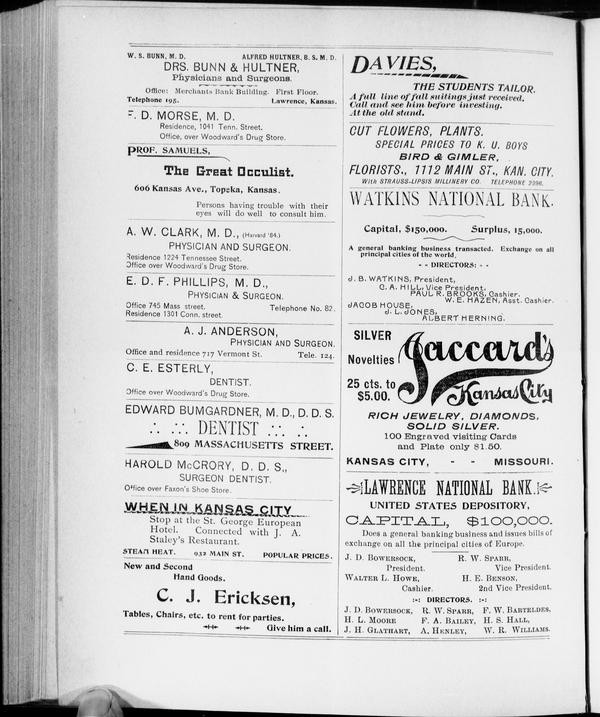 W. S. BUNN, M. D. ALFRED HULTNER, B. S. M. D.
DRS. BUNN & HULTNER,
Physicians and Surgeons.
Office: Merchants Bank Building. First Floor.
Telephone 195. Lawrence, Kansas.
F. D. MORSE, M. D.
Residence, 1041 Tenn. Street.
Office, over Woodward's Drug Store.
PROF. SAMUELS,
The Great Occulist.
606 Kansas Ave., Topeka, Kansas.
Persons having trouble with their
eyes will do well to consult him.
A. W. CLARK, M. D., (Harvard '84.)
PHYSICIAN AND SURGEON.
Residence 1224 Tennessee Street.
Office over Woodward's Drug Store.
E. D. F. PHILLIPS, M. D.,
PHYSICIAN & SURGEON.
Office 745 Mass street. Telephone No. 82.
Residence 1301 Conn. street.
A. J. ANDERSON,
PHYSICIAN AND SURGEON.
Office and residence 717 Vermont St. Tele. 124.
C. E. ESTERLY,
DENTIST.
Office over Woodward's Drug Store.
EDWARD BUMGARDNER, M. D., D. D. S.
DENTIST
809 MASSACHUSETTS STREET.
HAROLD McCRORY, D. D. S.,
SURGEON DENTIST.
Office over Faxon's Shoe Store.
WHEN IN KANSAS CITY
Stop at the St. George European
Hotel. Connected with J. A.
Staley's Restaurant.
STEAM HEAT. 932 MAIN ST. POPULAR PRICES.
New and Second
Hand Goods.
C. J. Ericksen,
Tables, Chairs, etc. to rent for parties.
Give him a call.
DAVIES,
THE STUDENTS TAILOR.
A full line of fall suitings just received.
Call and see him before investing.
At the old stand.
CUT FLOWERS, PLANTS.
SPECIAL PRICES TO K. U. BOYS
BIRD & GIMLER,
FLORISTS., 1112 MAIN ST., KAN. CITY.
With STRAUSS-LIPSIS MILLINERY CO. TELEPHONE 2996.
WATKINS NATIONAL BANK.
Capital, $150,000. Surplus, 15,000.
A general banking business transacted. Exchange on all
principal cities of the world.
- - DIRECTORS: - -
J. B. WATKINS, President,
C. A. HILL, Vice President.
PAUL R. BROOKS, Cashier.
W. E. HAZEN, Asst. Cashier.
JACOB HOUSE,
J. L. JONES,
ALBERT HERNING.
SILVER
Novelties
25 cts. to
$5.00.
Jaccard's
Kansas City
RICH JEWELRY, DIAMONDS,
SOLID SILVER.
100 Engraved visiting Cards
and Plate only $1.50.
KANSAS CITY, - - MISSOURI.
LAWRENCE NATIONAL BANK.
UNITED STATES DEPOSITORY,
CAPITAL, $100,000.
Does a general banking business and issues bills of
exchange on all the principal cities of Europe.
J. D. BOWERSOCK, R. W. SPARR,
President. Vice President.
WALTER L. HOWE, H. E. BENSON,
Cashier. 2nd Vice President.
:-: DIRECTORS. :-:
J. D. BOWERSOCK, R. W. SPARR, F. W. BARTELDES,
H. L. MOORE F. A. BAILEY, H. S. HALL,
J. H. GLATHART, A. HENLEY, W. R. WILLIAMS.